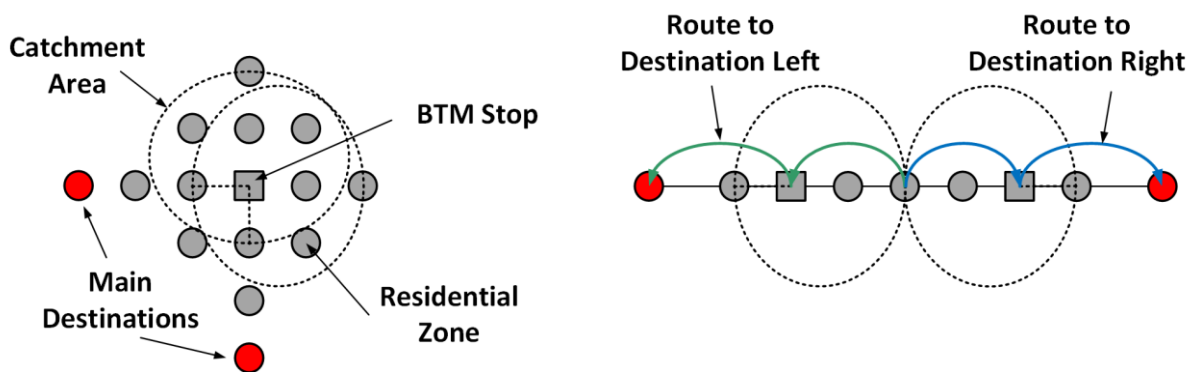 Catchment
Area
BTM Stop
Main
Destinations
Residential
Zone
Route to
Destination Left
Route to
Destination Right